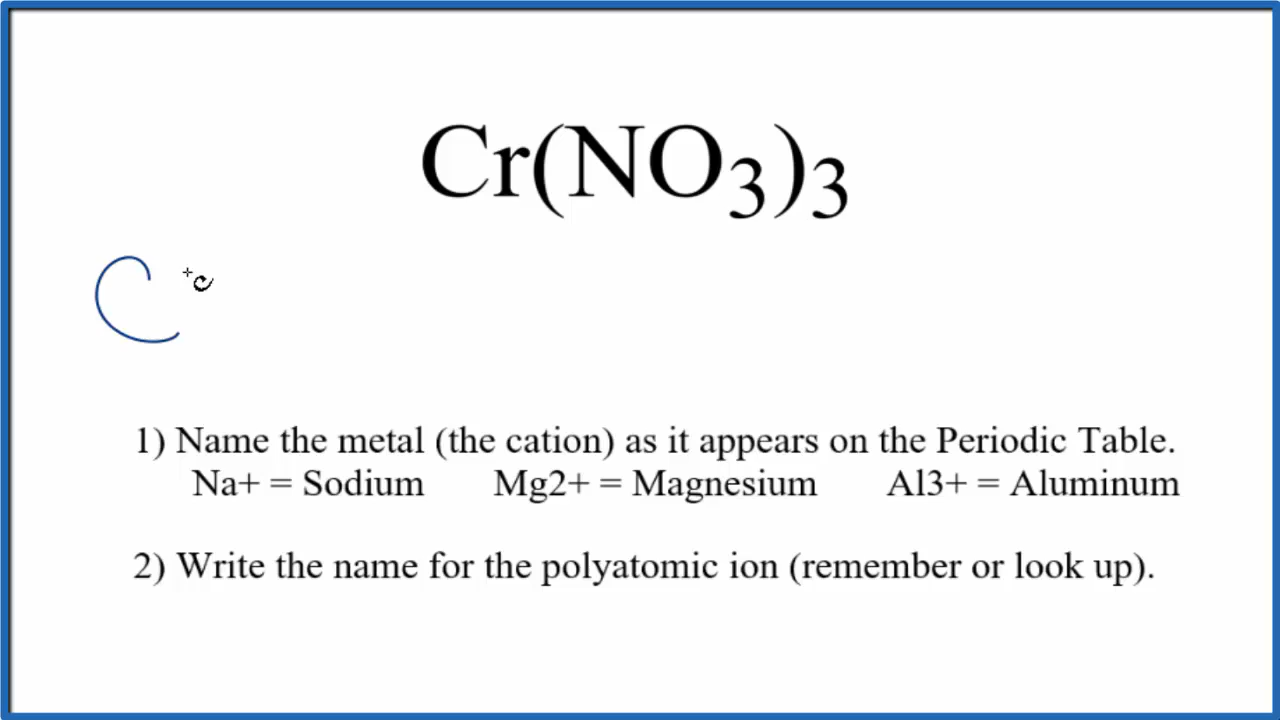 Cr(NO3)3
C
1) Name the metal (the cation) as it appears on the Periodic Table.
Na+ = Sodium Mg2+ = Magnesium Al3+ = Aluminum
2) Write the name for the polyatomic ion (remember or look up).